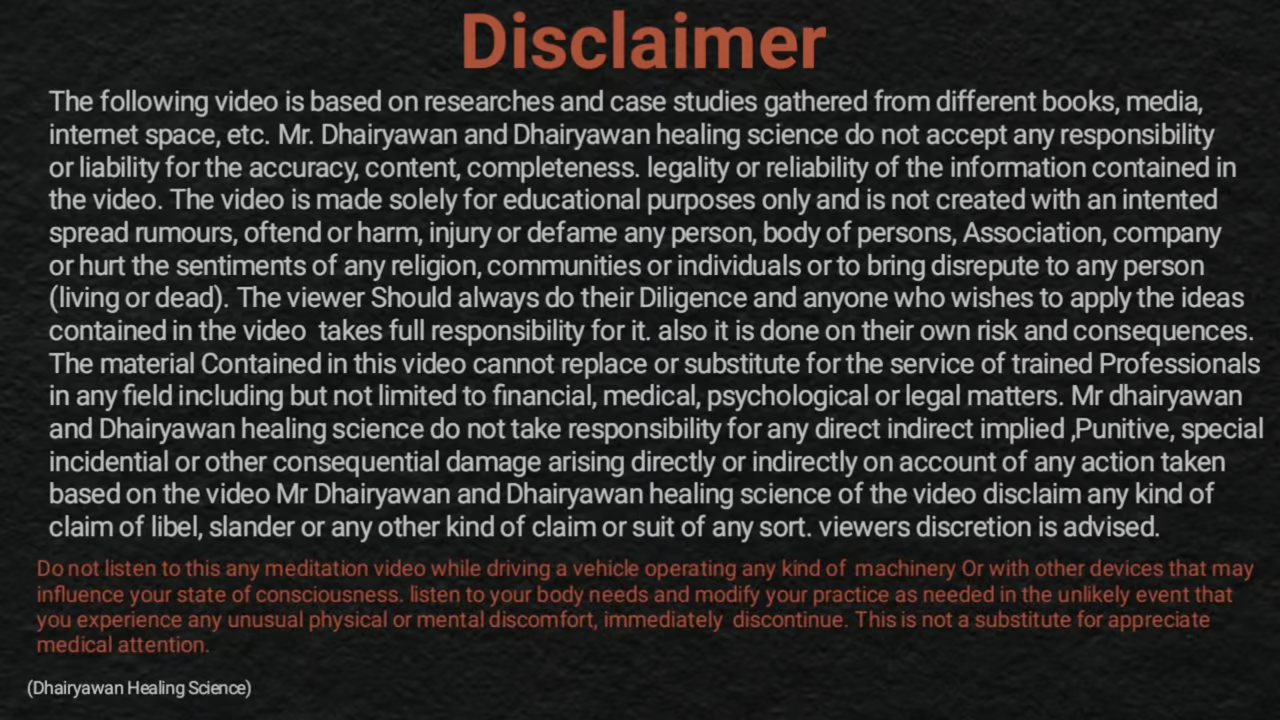 Disclaimer
The following video is based on researches and case studies gathered from different books, media,
internet space, etc. Mr. Dhairyawan and Dhairyawan healing science do not accept any responsibility
or liability for the accuracy, content, completeness. legality or reliability of the information contained in
the video. The video is made solely for educational purposes only and is not created with an intented
spread rumours, oftend or harm, injury or defame any person, body of persons, Association, company
or hurt the sentiments of any religion, communities or individuals or to bring disrepute to any person
(living or dead). The viewer Should always do their Diligence and anyone who wishes to apply the ideas
contained in the video takes full responsibility for it. also it is done on their own risk and consequences.
The material Contained in this video cannot replace or substitute for the service of trained Professionals
in any field including but not limited to financial, medical, psychological or legal matters. Mr dhairyawan
and Dhairyawan healing science do not take responsibility for any direct indirect implied ,Punitive, special
incidential or other consequential damage arising directly or indirectly on account of any action taken
based on the video Mr Dhairyawan and Dhairyawan healing science of the video disclaim any kind of
claim of libel, slander or any other kind of claim or suit of any sort. viewers discretion is advised.
Do not listen to this any meditation video while driving a vehicle operating any kind of machinery Or with other devices that may
influence your state of consciousness. listen to your body needs and modify your practice as needed in the unlikely event that
you experience any unusual physical or mental discomfort, immediately discontinue. This is not a substitute for appreciate
medical attention.
(Dhairyawan Healing Science)